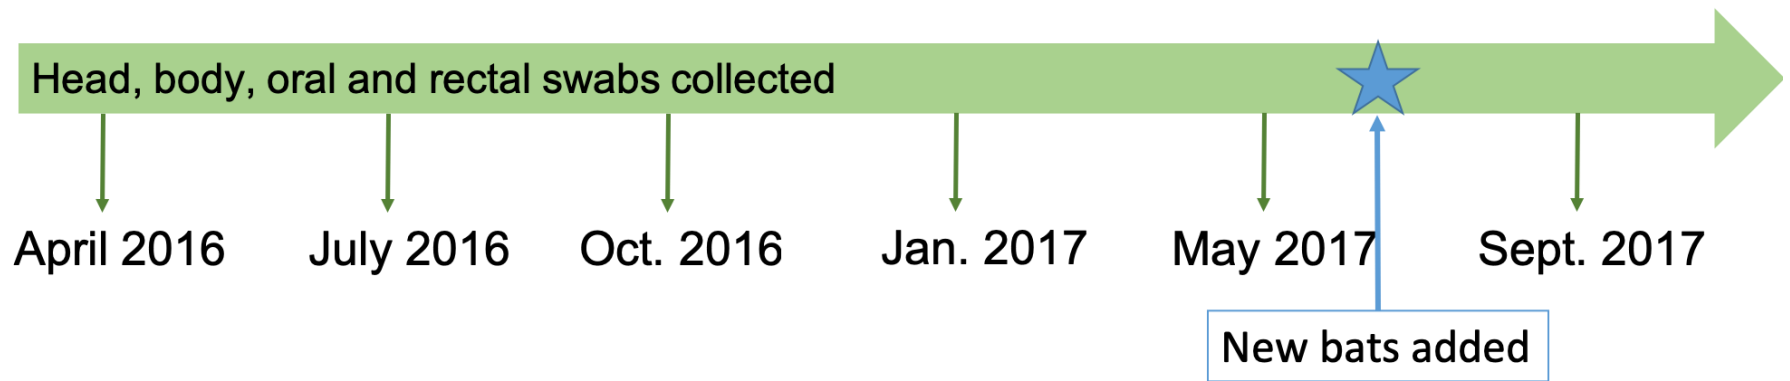 Head, body, oral and rectal swabs collected
April 2016
July 2016
Oct. 2016
Jan. 2017
May 2017
Sept. 2017
New bats added